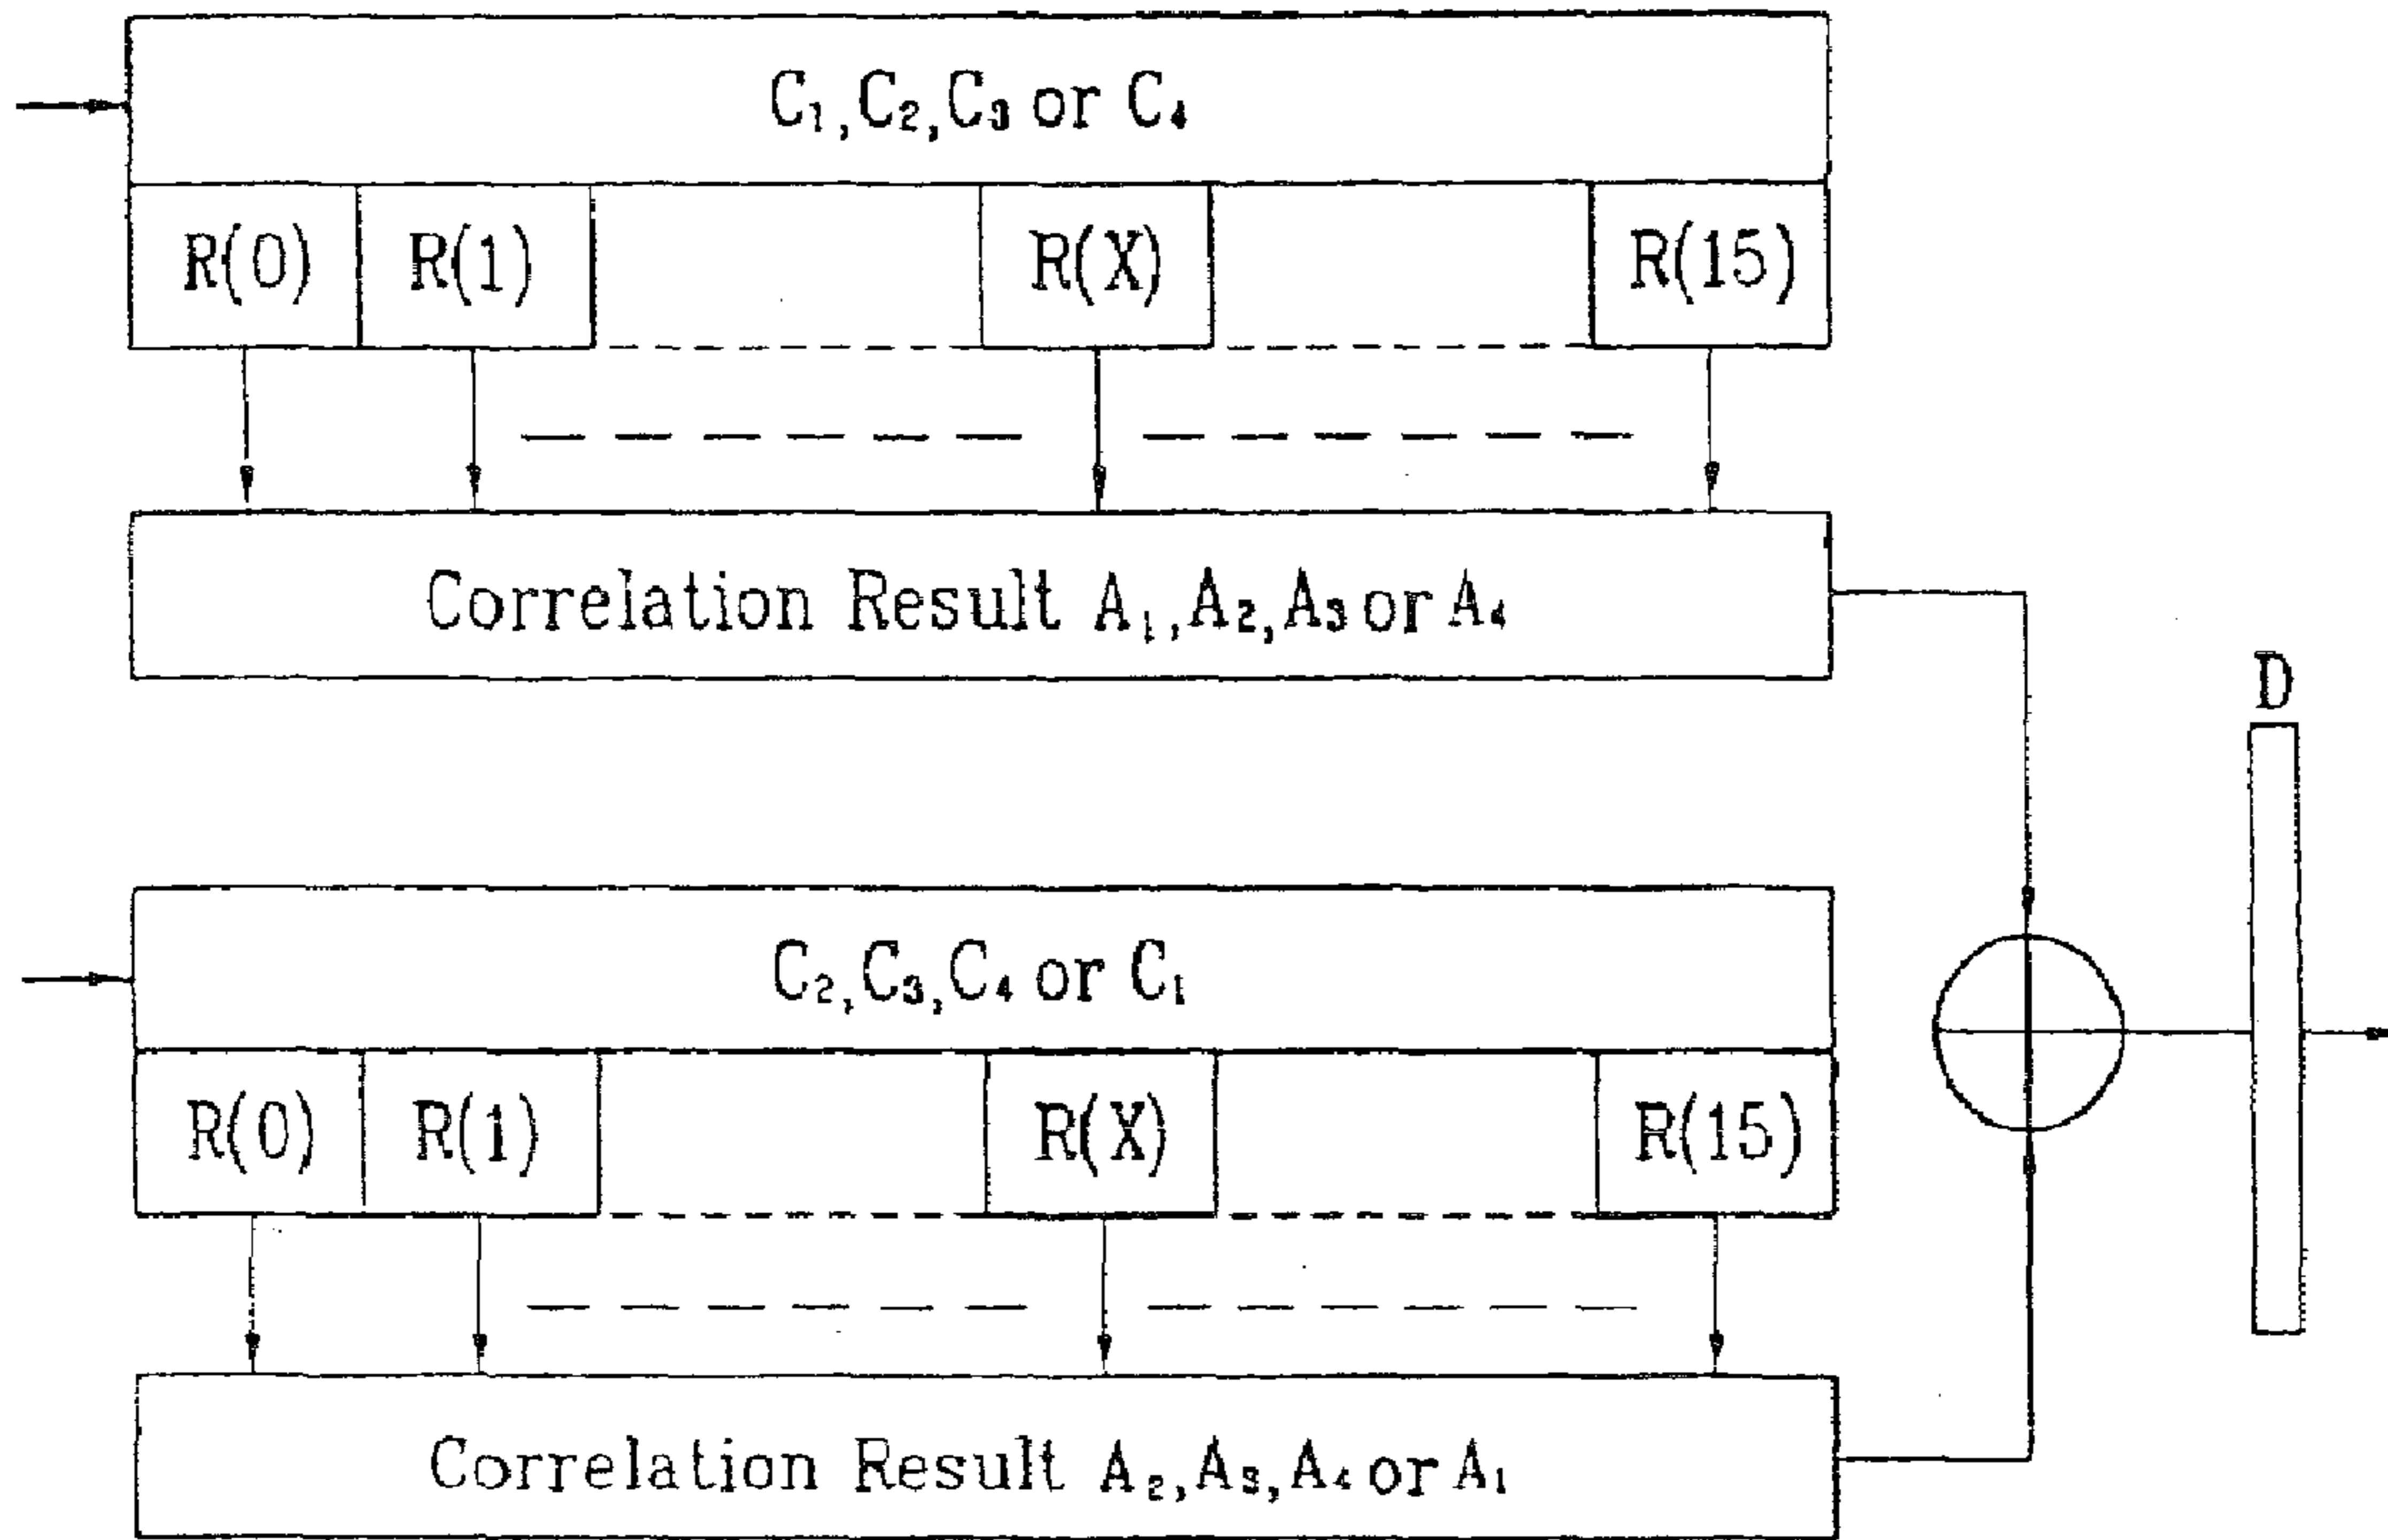 C₁,C₂,C₃ or C₄
R(0) R(1) R(X) R(15)
Correlation Result A₁,A₂,A₃ or A₄
D
C₂,C₃,C₄ or C₁
R(0) R(1) R(X) R(15)
Correlation Result A₂,A₃,A₄ or A₁